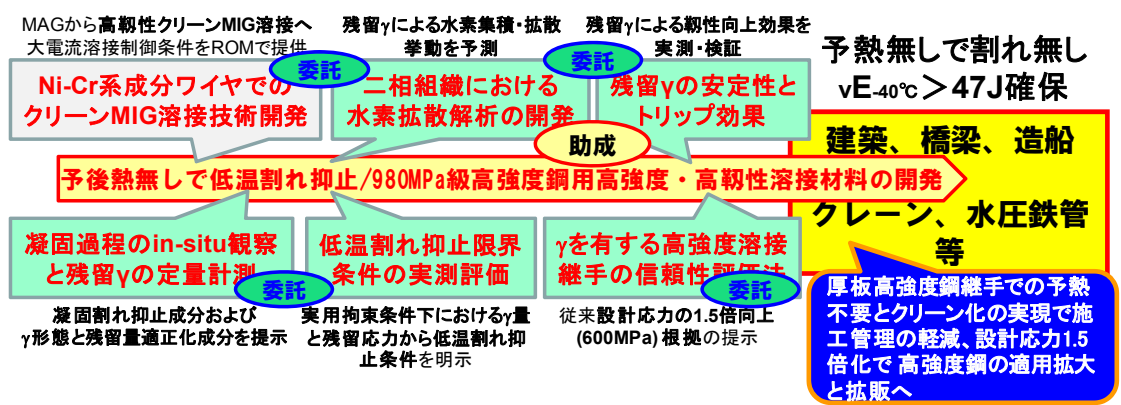 MAGから高靭性クリーンMIG溶接へ
大電流溶接制御条件をROMで提供
委託
Ni-Cr系成分ワイヤでの
クリーンMIG溶接技術開発
残留γによる水素集積・拡散
挙動を予測
委託
二相組織における
水素拡散解析の開発
残留γによる靭性向上効果を
実測・検証
残留γの安定性と
トリップ効果
助成
予熱無しで割れ無し
vE-40℃＞47J確保
予後熱無しで低温割れ抑止/980MPa級高強度鋼用高強度・高靭性溶接材料の開発
建築、橋梁、造船
クレーン、水圧鉄管
等
凝固過程のin-situ観察
と残留γの定量計測
委託
凝固割れ抑止成分および
γ形態と残留量適正化成分を提示
低温割れ抑止限界
条件の実測評価
実用拘束条件下におけるγ量
と残留応力から低温割れ抑
止条件を明示
γを有する高強度溶接
継手の信頼性評価法
委託
従来設計応力の1.5倍向上
(600MPa) 根拠の提示
厚板高強度鋼継手での予熱
不要とクリーン化の実現で施
工管理の軽減、設計応力1.5
倍化で 高強度鋼の適用拡大
と拡販へ